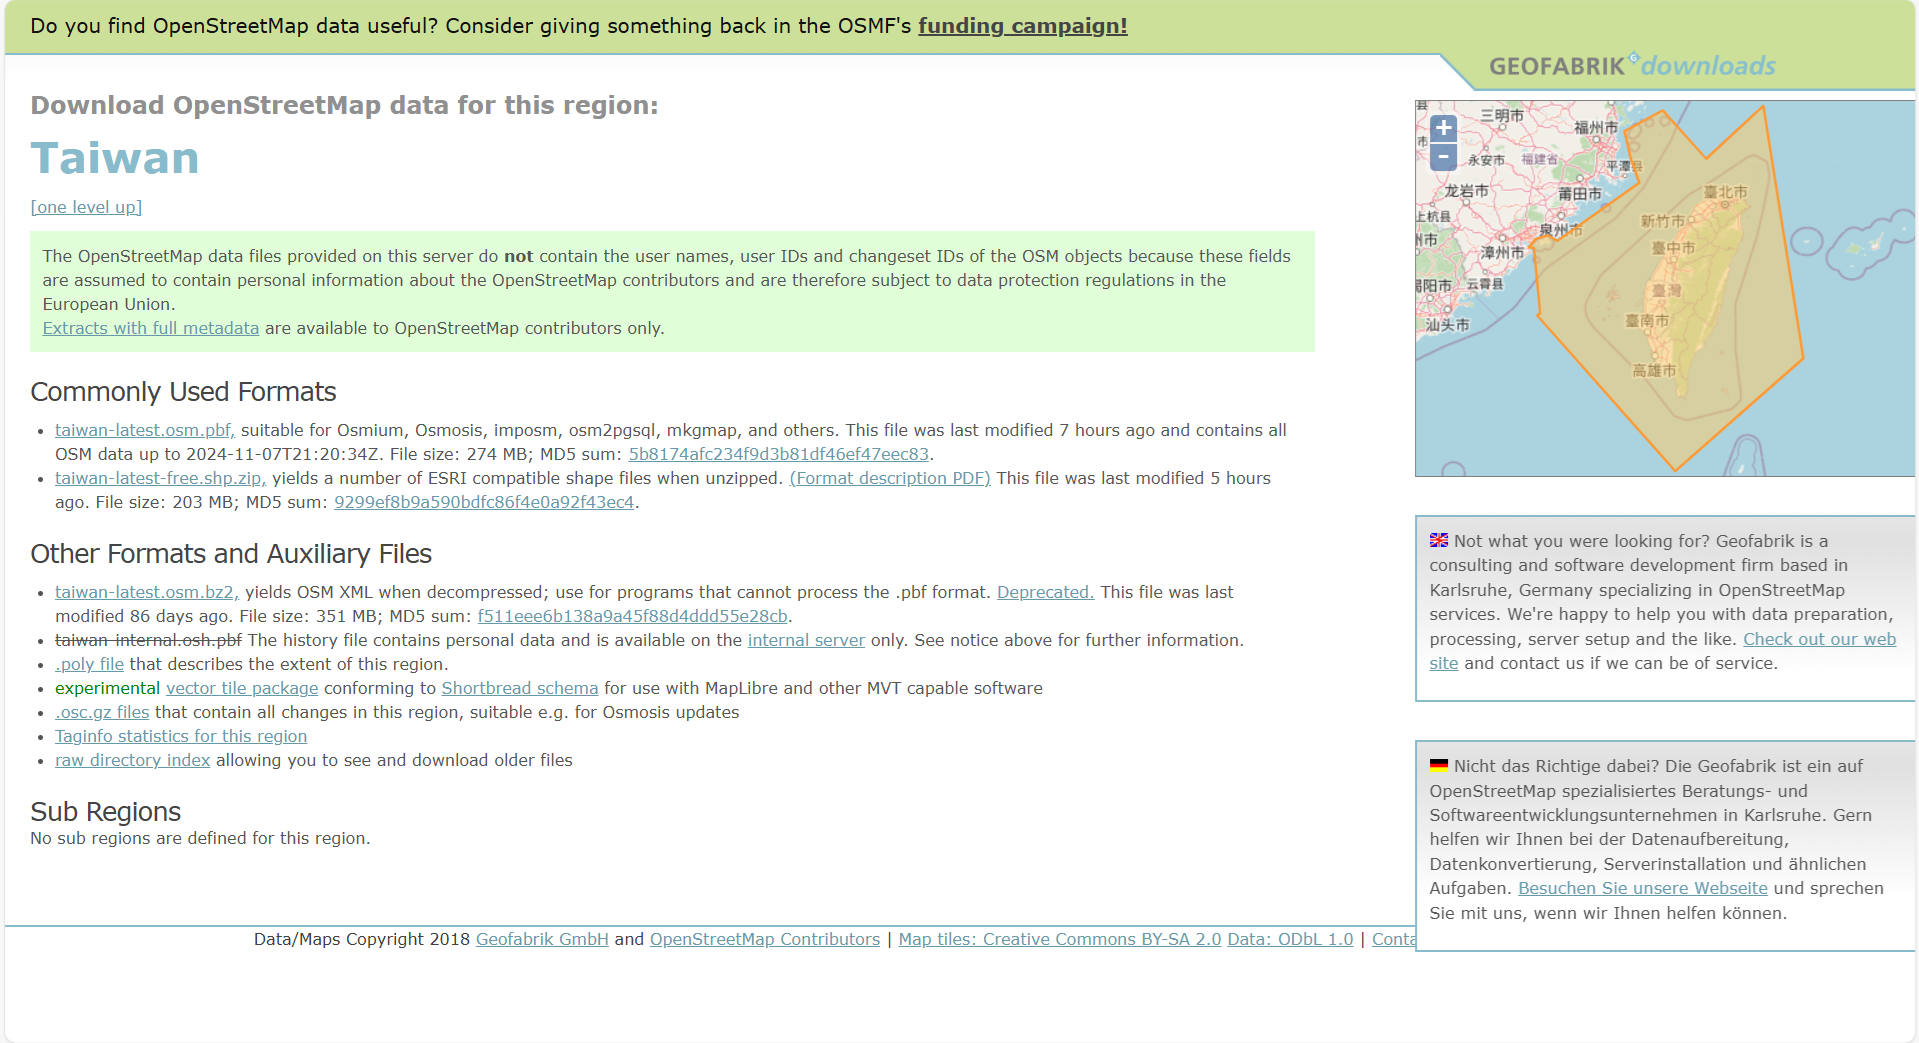 Do you find OpenStreetMap data useful? Consider giving something back in the OSMF's funding campaign!
GEOFABRIK downloads
Download OpenStreetMap data for this region:
Taiwan
[one level up]
The OpenStreetMap data files provided on this server do not contain the user names, user IDs and changeset IDs of the OSM objects because these fields
are assumed to contain personal information about the OpenStreetMap contributors and are therefore subject to data protection regulations in the
European Union.
Extracts with full metadata are available to OpenStreetMap contributors only.
Commonly Used Formats
• taiwan-latest.osm.pbf, suitable for Osmium, Osmosis, imposm, osm2pgsql, mkgmap, and others. This file was last modified 7 hours ago and contains all
OSM data up to 2024-11-07T21:20:34Z. File size: 274 MB; MD5 sum: 5b8174afc234f9d3b81df46ef47eec83.
• taiwan-latest-free.shp.zip, yields a number of ESRI compatible shape files when unzipped. (Format description PDF) This file was last modified 5 hours
ago. File size: 203 MB; MD5 sum: 9299ef8b9a590bdfc86f4e0a92f43ec4.
Other Formats and Auxiliary Files
• taiwan-latest.osm.bz2, yields OSM XML when decompressed; use for programs that cannot process the .pbf format. Deprecated. This file was last
modified 86 days ago. File size: 351 MB; MD5 sum: f511eee6b138a9a45f88d4ddd55e28cb.
• taiwan-internal.osh.pbf The history file contains personal data and is available on the internal server only. See notice above for further information.
• .poly file that describes the extent of this region.
• experimental vector tile package conforming to Shortbread schema for use with MapLibre and other MVT capable software
• .osc.gz files that contain all changes in this region, suitable e.g. for Osmosis updates
• Taginfo statistics for this region
• raw directory index allowing you to see and download older files
Sub Regions
No sub regions are defined for this region.
+
-
县
三明市
福州市
市
永安市
福建省
平潭县
龙岩市
莆田市
臺北市
上杭县
新竹市
泉州市
州市
漳州市
臺中市
揭阳市
云霄县
臺灣
汕头市
臺南市
高雄市
Not what you were looking for? Geofabrik is a
consulting and software development firm based in
Karlsruhe, Germany specializing in OpenStreetMap
services. We're happy to help you with data preparation,
processing, server setup and the like. Check out our web
site and contact us if we can be of service.
Nicht das Richtige dabei? Die Geofabrik ist ein auf
OpenStreetMap spezialisiertes Beratungs- und
Softwareentwicklungsunternehmen in Karlsruhe. Gern
helfen wir Ihnen bei der Datenaufbereitung,
Datenkonvertierung, Serverinstallation und ähnlichen
Aufgaben. Besuchen Sie unsere Webseite und sprechen
Sie mit uns, wenn wir Ihnen helfen können.
Data/Maps Copyright 2018 Geofabrik GmbH and OpenStreetMap Contributors | Map tiles: Creative Commons BY-SA 2.0 Data: ODbL 1.0 | Conta